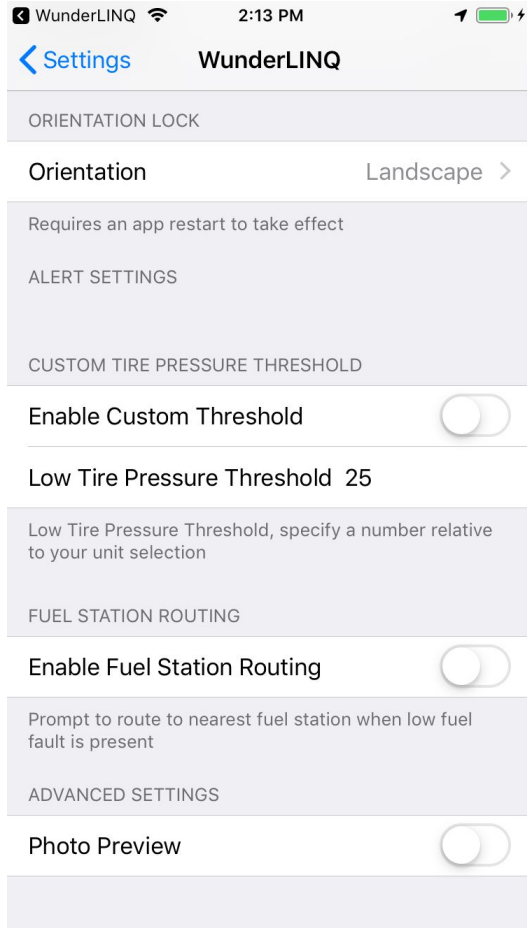 WunderLINQ 2:13 PM
Settings WunderLINQ
ORIENTATION LOCK
Orientation Landscape
Requires an app restart to take effect
ALERT SETTINGS
CUSTOM TIRE PRESSURE THRESHOLD
Enable Custom Threshold
Low Tire Pressure Threshold 25
Low Tire Pressure Threshold, specify a number relative
to your unit selection
FUEL STATION ROUTING
Enable Fuel Station Routing
Prompt to route to nearest fuel station when low fuel
fault is present
ADVANCED SETTINGS
Photo Preview